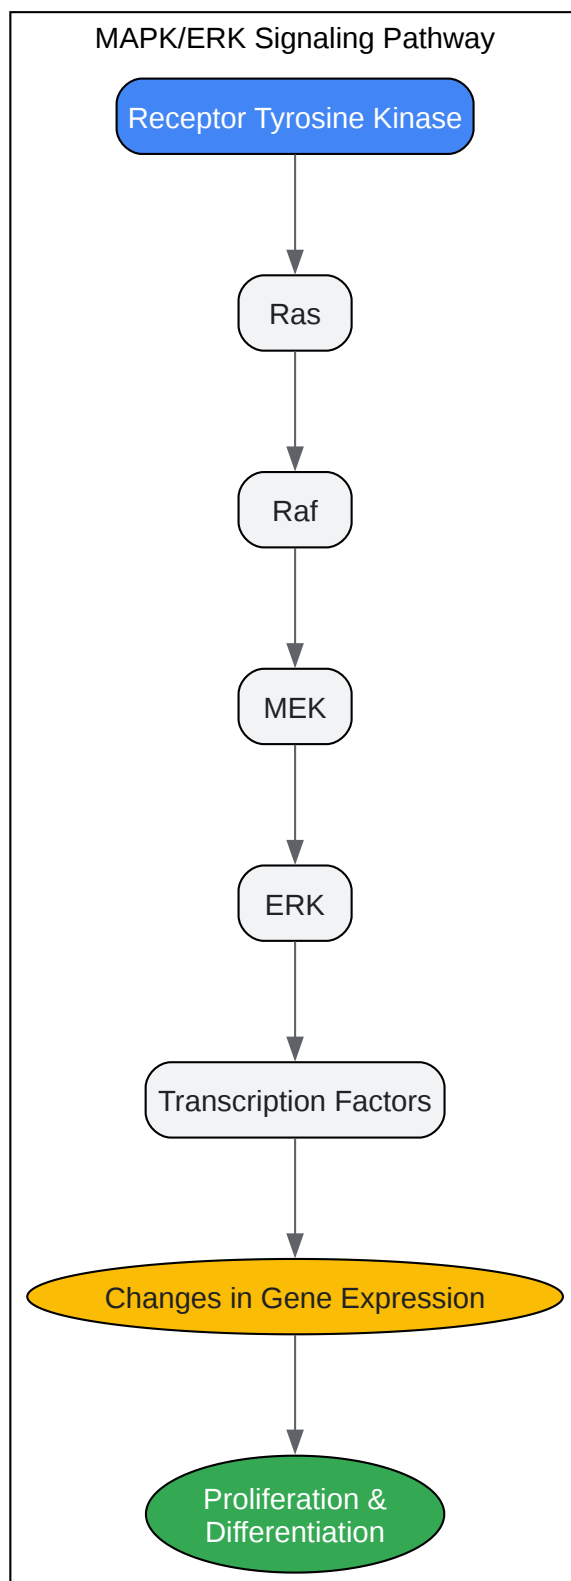 MAPK/ERK Signaling Pathway
Receptor Tyrosine Kinase
Ras
Raf
MEK
ERK
Transcription Factors
Changes in Gene Expression
Proliferation &
Differentiation